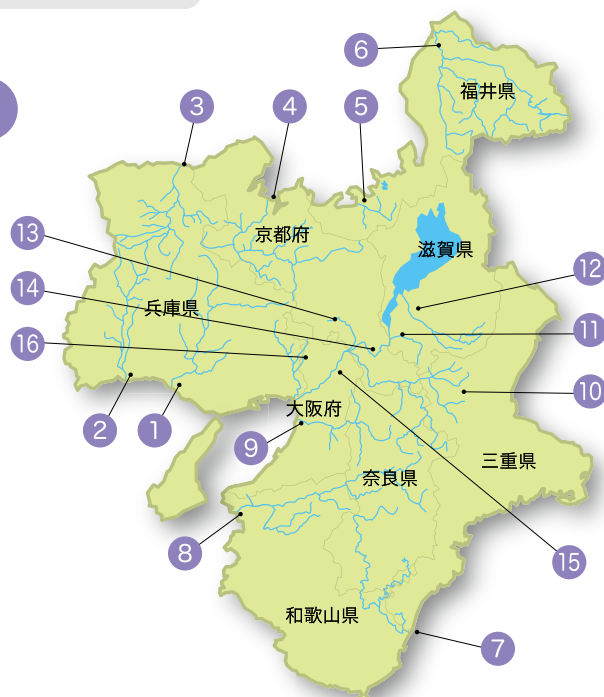 ⑥
福井県
③
④
⑤
⑬
京都府
滋賀県
⑫
⑭
兵庫県
⑪
⑯
⑩
大阪府
②
①
⑨
三重県
奈良県
⑧
⑮
和歌山県
⑦